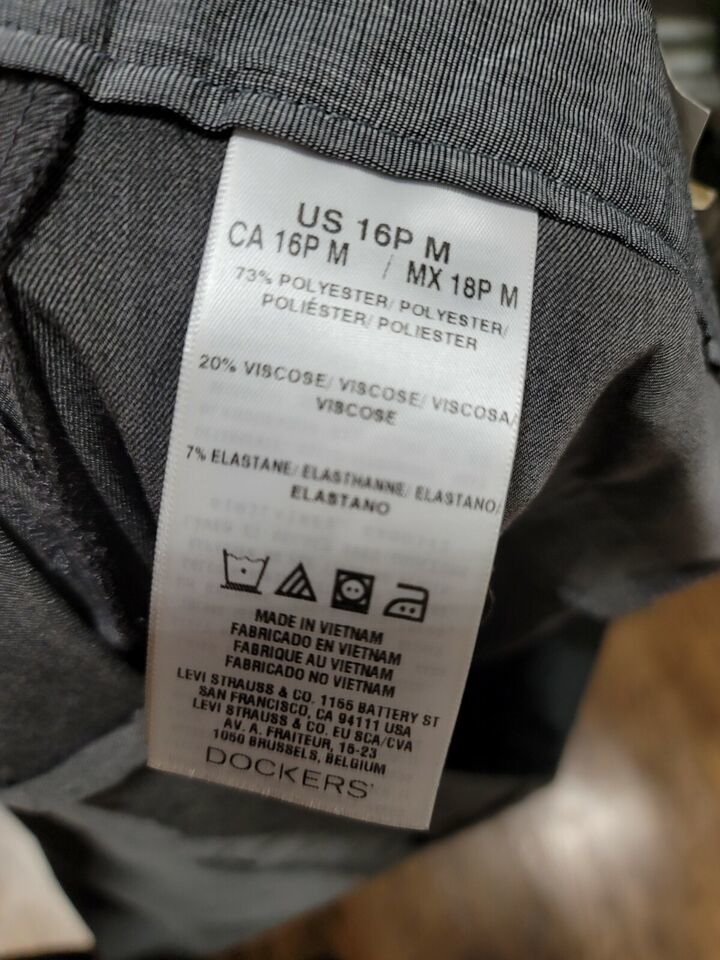 US 16P M
CA 16P M / MX 18P M
73% POLYESTER/ POLYESTER/
POLIÉSTER/ POLIESTER
20% VISCOSE/ VISCOSE/ VISCOSA/
VISCOSE
7% ELASTANE/ ELASTHANNE/ ELASTANO/
ELASTANO
MADE IN VIETNAM
FABRICADO EN VIETNAM
FABRIQUE AU VIETNAM
FABRICADO NO VIETNAM
LEVI STRAUSS & CO. 1155 BATTERY ST
SAN FRANCISCO, CA 94111 USA
LEVI STRAUSS & CO. EU SCA/CVA
AV. A. FRAITEUR, 15-23
1050 BRUSSELS, BELGIUM
DOCKERS'